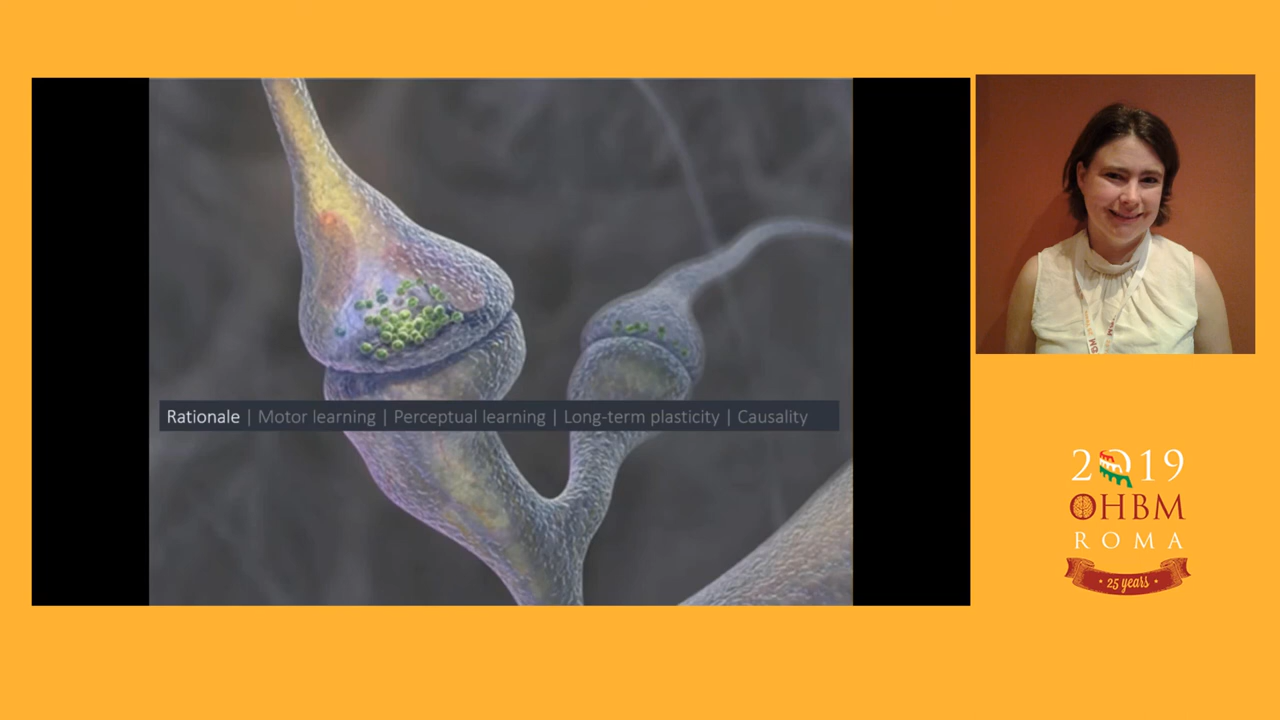 Rationale | Motor learning | Perceptual learning | Long-term plasticity | Causality
2019
OHBM
ROMA
• 25 years •